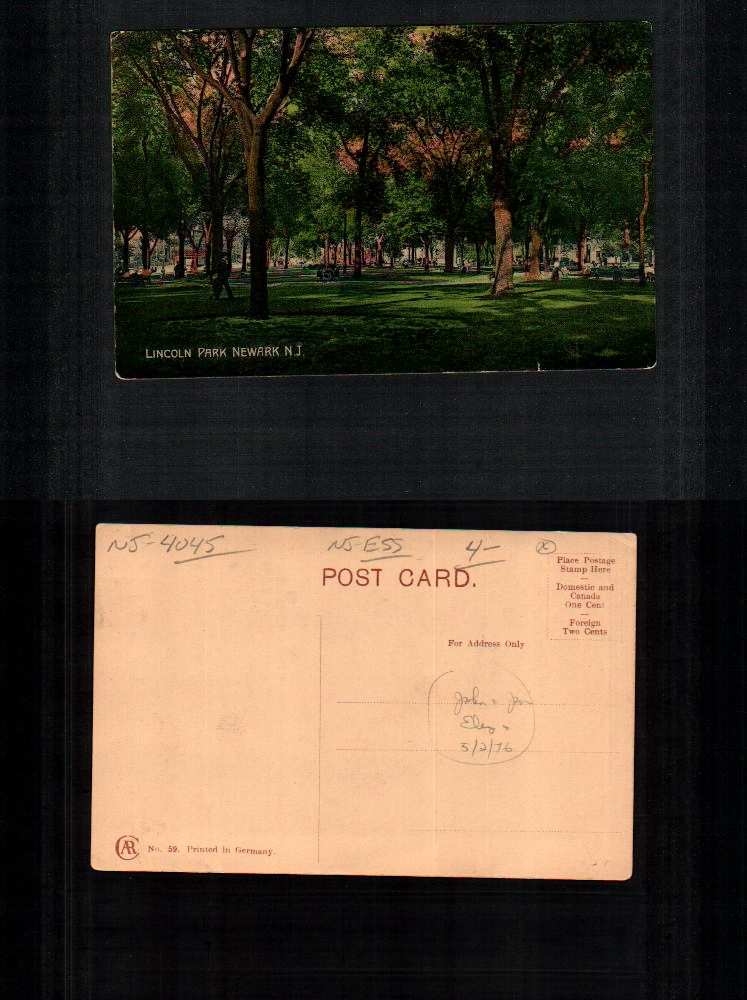 LINCOLN PARK NEWARK N.J.
NJ-4045 NJ-ESS 4-
POST CARD.
Place Postage
Stamp Here
Domestic and
Canada
One Cent
Foreign
Two Cents
For Address Only
John
5/2/76
No. 59. Printed in Germany.